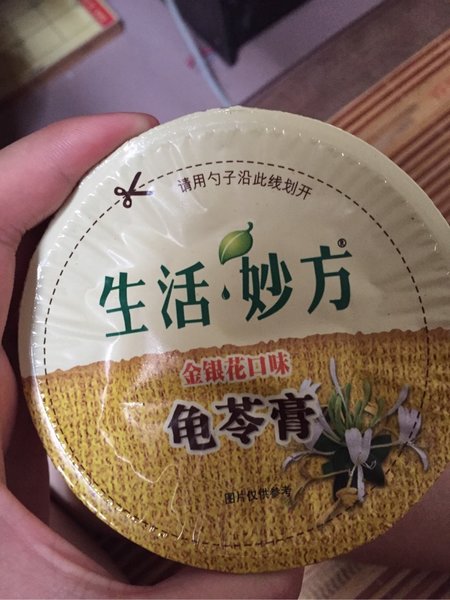 请用勺子沿此线划开
生活·妙方®
金银花口味
龟苓膏
图片仅供参考